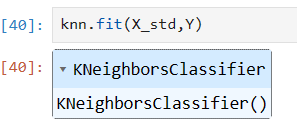 [40]: knn.fit(X_std,Y)
[40]: ▾ KNeighborsClassifier
KNeighborsClassifier()